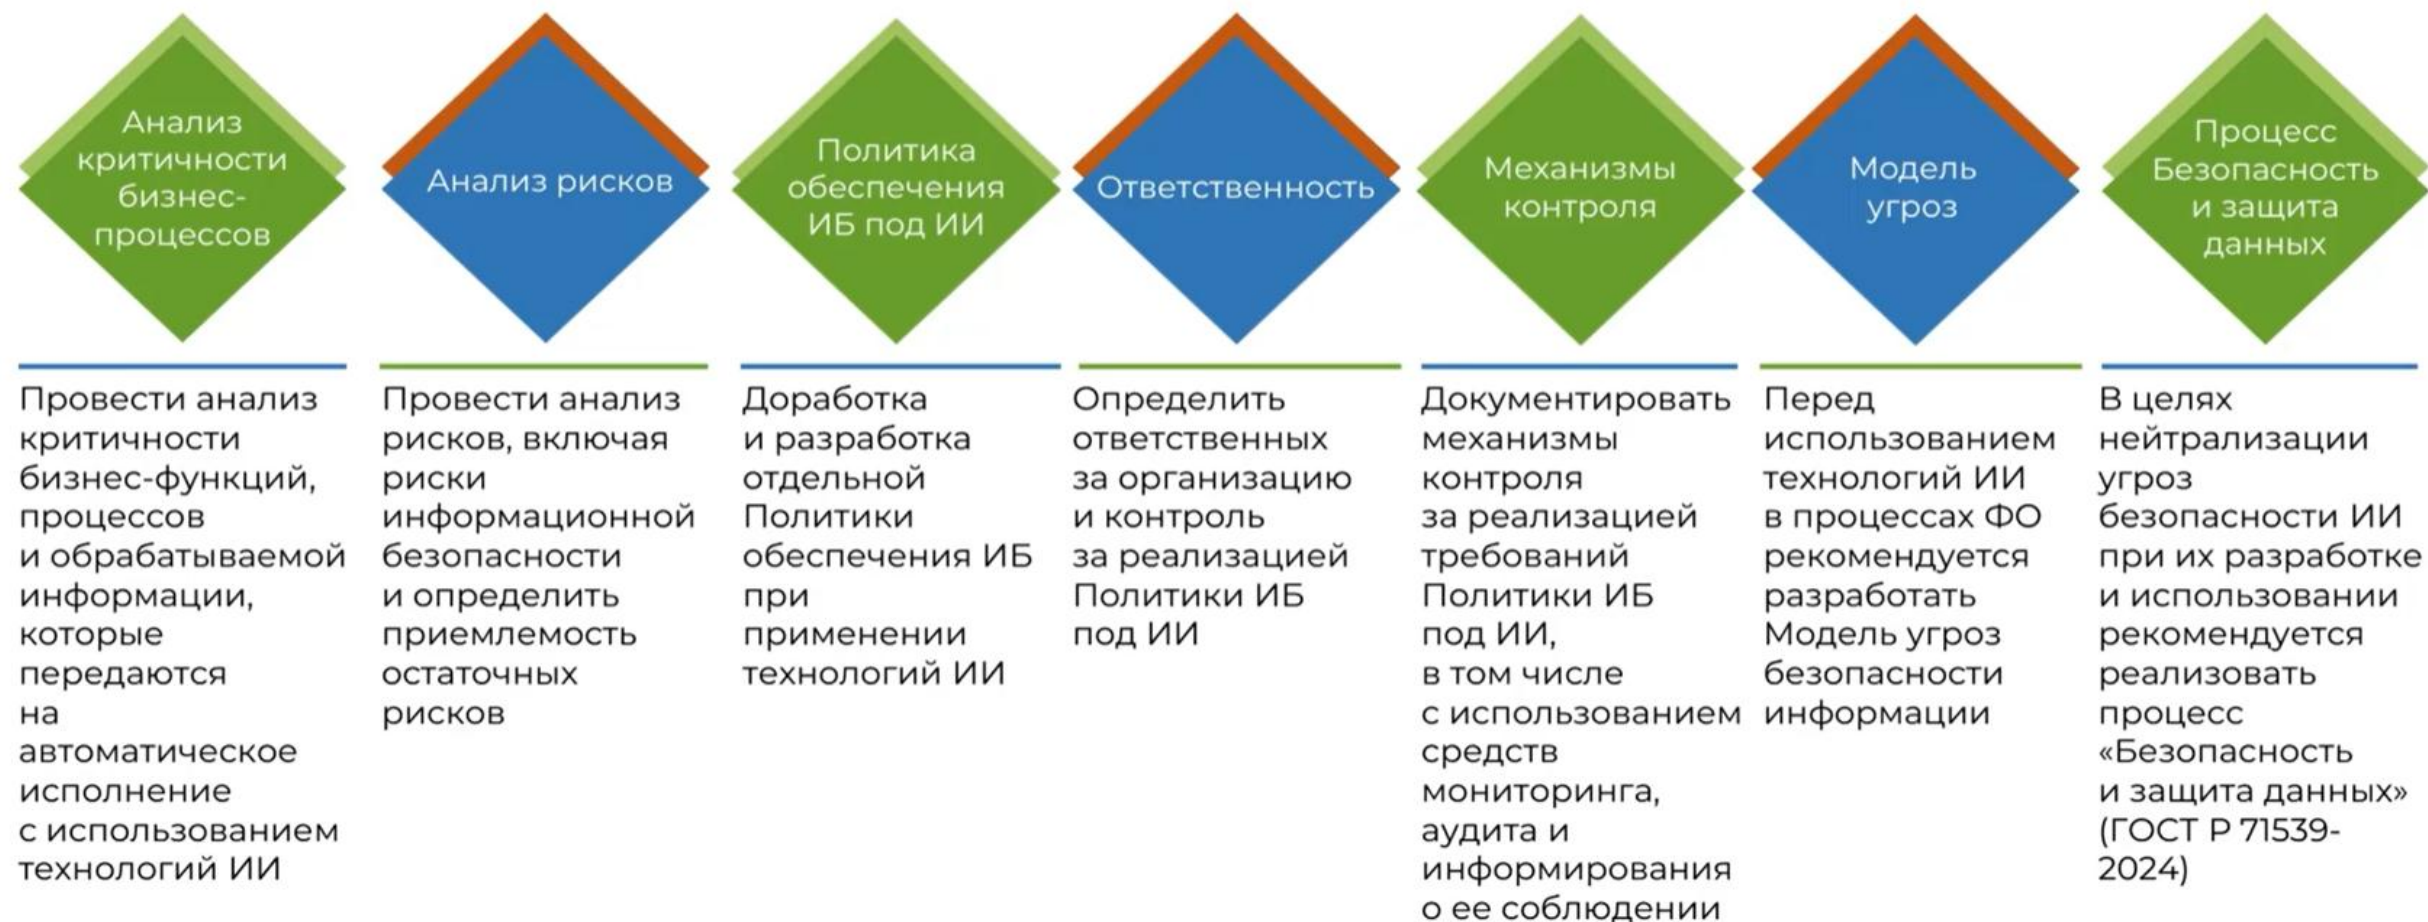 Анализ
критичности
бизнес-
процессов
Провести анализ
критичности
бизнес-функций,
процессов
и обрабатываемой
информации,
которые
передаются
на
автоматическое
исполнение
с использованием
технологий ИИ
Анализ рисков
Провести анализ
рисков, включая
риски
информационной
безопасности
и определить
приемлемость
остаточных
рисков
Политика
обеспечения
ИБ под ИИ
Доработка
и разработка
отдельной
Политики
обеспечения ИБ
при
применении
технологий ИИ
Ответственность
Определить
ответственных
за организацию
и контроль
за реализацией
Политики ИБ
под ИИ
Механизмы
контроля
Документировать
механизмы
контроля
за реализацией
требований
Политики ИБ
под ИИ,
в том числе
с использованием
средств
мониторинга,
аудита и
информирования
о ее соблюдении
Модель
угроз
Перед
использованием
технологий ИИ
в процессах ФО
рекомендуется
разработать
Модель угроз
безопасности
информации
Процесс
Безопасность
и защита
данных
В целях
нейтрализации
угроз
безопасности ИИ
при их разработке
и использовании
рекомендуется
реализовать
процесс
«Безопасность
и защита данных»
(ГОСТ Р 71539-
2024)